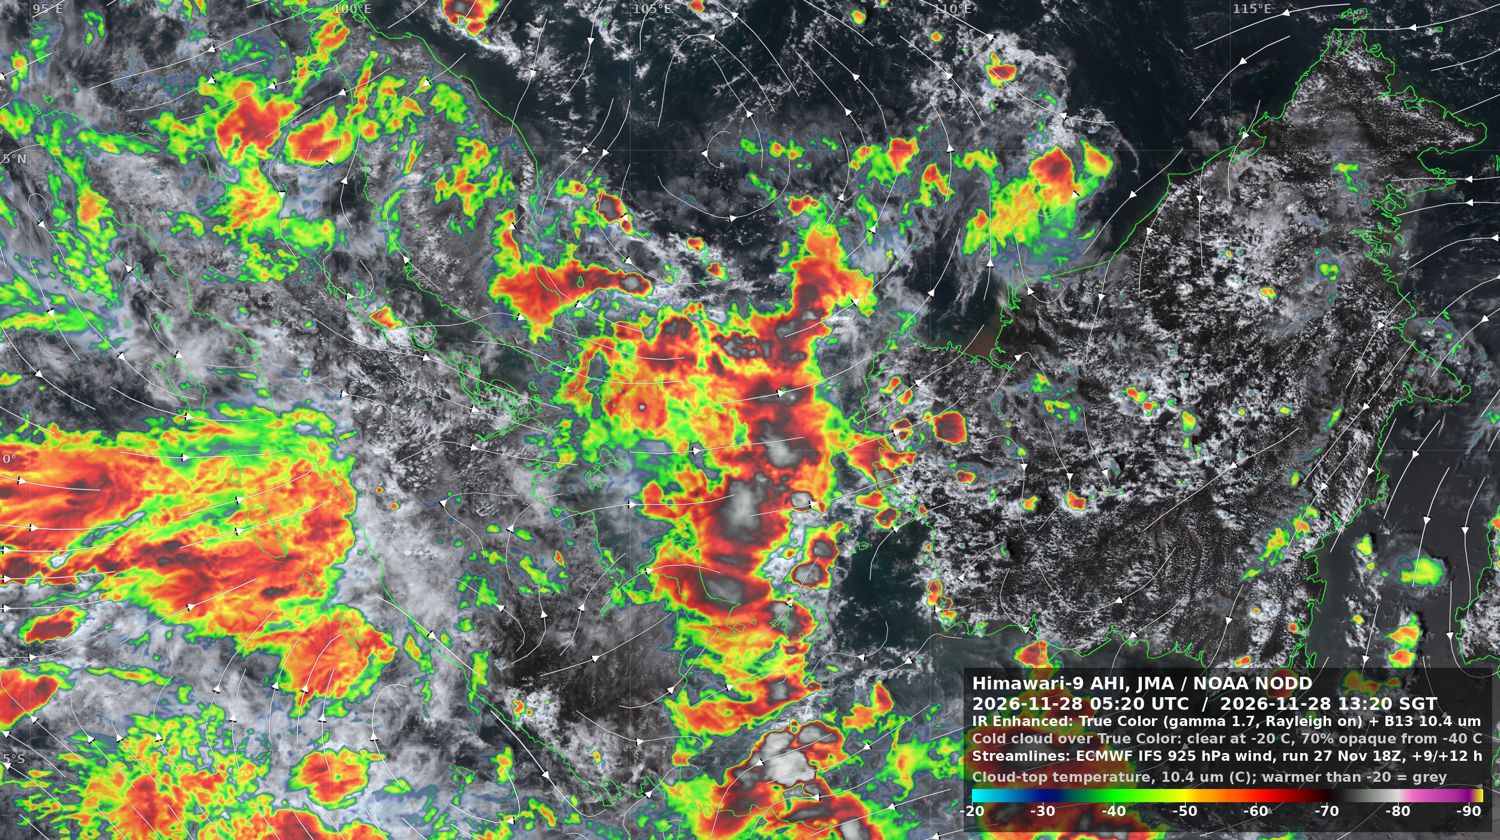 95°E
100°E
105°E
110°E
115°E
5°N
0°
5°S
Himawari-9 AHI, JMA / NOAA NODD
2026-11-28 05:20 UTC / 2026-11-28 13:20 SGT
IR Enhanced: True Color (gamma 1.7, Rayleigh on) + B13 10.4 um
Cold cloud over True Color; clear at -20 C, 70% opaque from -40 C
Streamlines: ECMWF IFS 925 hPa wind, run 27 Nov 18Z, +9/+12 h
Cloud-top temperature, 10.4 um (C); warmer than -20 = grey
-20 -30 -40 -50 -60 -70 -80 -90